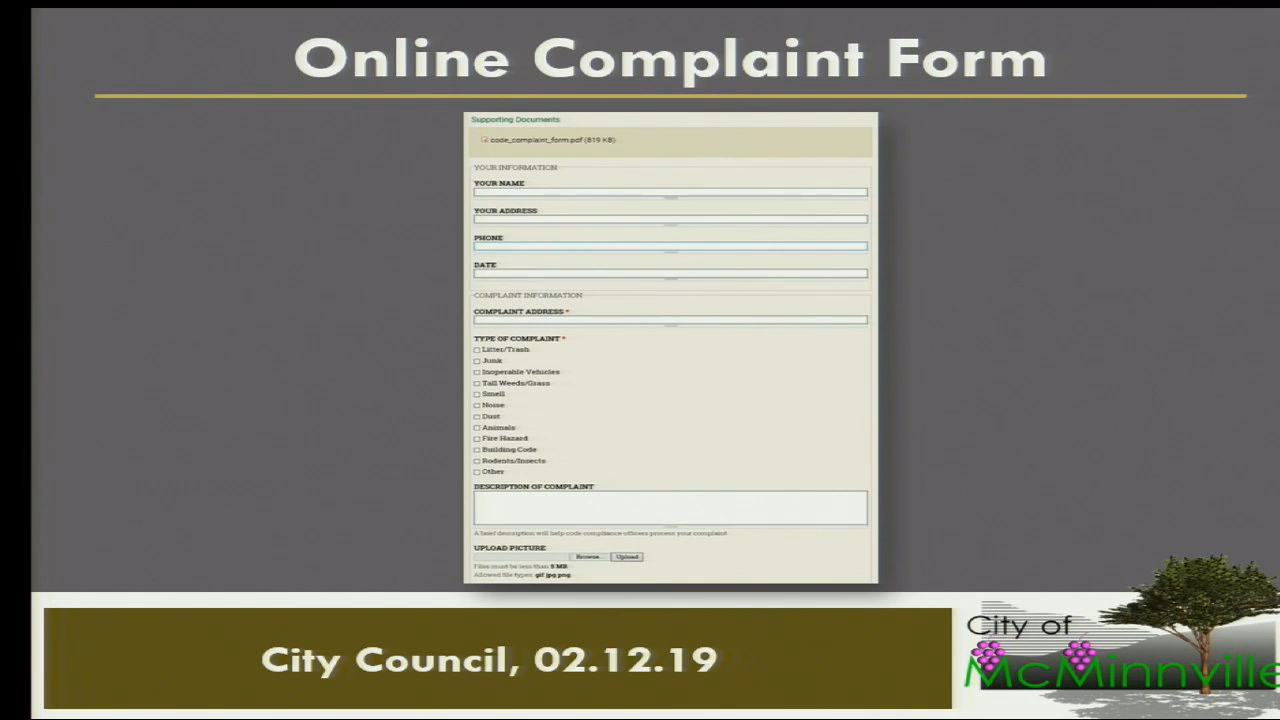 Online Complaint Form
Supporting Documents
code_complaint_form.pdf (819 KB)
YOUR INFORMATION
YOUR NAME
YOUR ADDRESS
PHONE
DATE
COMPLAINT INFORMATION
COMPLAINT ADDRESS *
TYPE OF COMPLAINT *
Litter/Trash
Junk
Inoperable Vehicles
Tall Weeds/Grass
Smell
Noise
Dust
Animals
Fire Hazard
Building Code
Rodents/Insects
Other
DESCRIPTION OF COMPLAINT
A brief description will help code compliance officers process your complaint
UPLOAD PICTURE
Browse... Upload
Files must be less than 5 MB.
Allowed file types: gif jpg png.
City Council, 02.12.19
City of
McMinnville